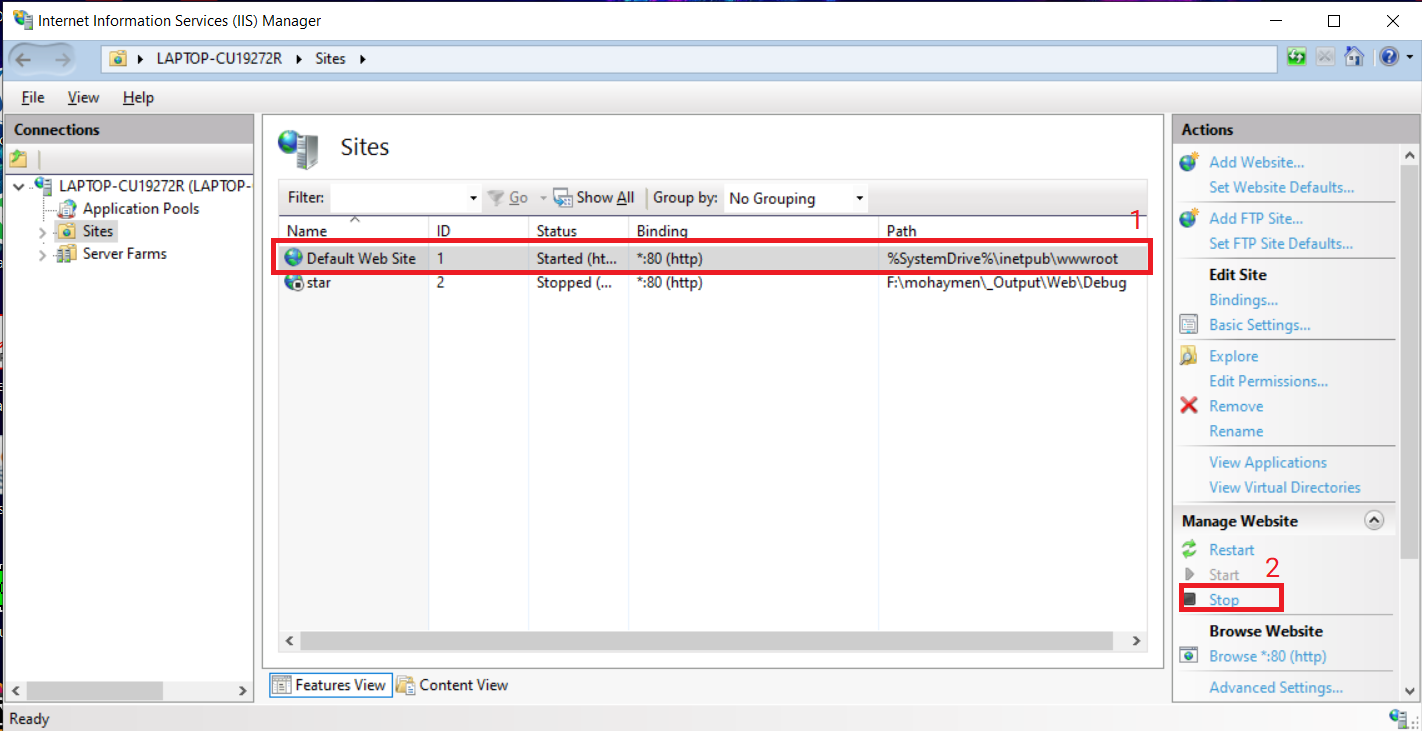 Internet Information Services (IIS) Manager
LAPTOP-CU19272R Sites
File View Help
Connections
LAPTOP-CU19272R (LAPTOP-
Application Pools
Sites
Server Farms
Sites
Filter: Go Show All Group by: No Grouping
1
Name ID Status Binding Path
Default Web Site 1 Started (ht... *:80 (http) %SystemDrive%\inetpub\wwwroot
star 2 Stopped (... *:80 (http) F:\mohaymen\_Output\Web\Debug
Features View Content View
Actions
Add Website...
Set Website Defaults...
Add FTP Site...
Set FTP Site Defaults...
Edit Site
Bindings...
Basic Settings...
Explore
Edit Permissions...
Remove
Rename
View Applications
View Virtual Directories
Manage Website
Restart
Start
2
Stop
Browse Website
Browse *:80 (http)
Advanced Settings...
Ready